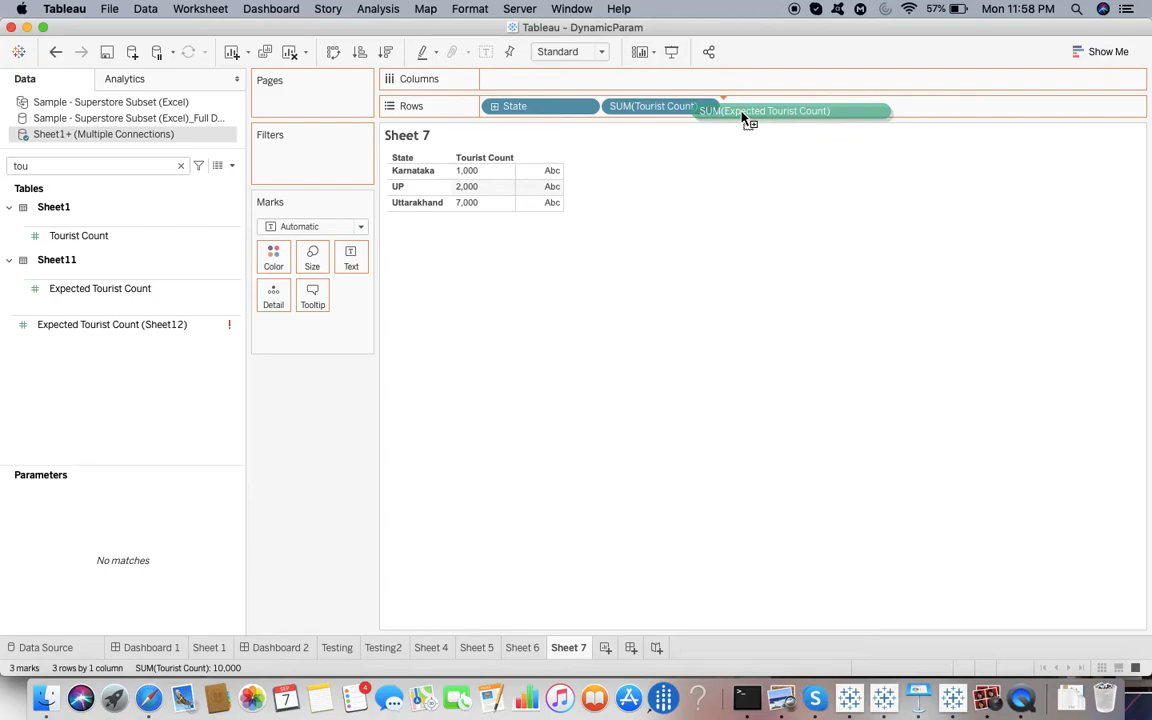 Tableau File Data Worksheet Dashboard Story Analysis Map Format Server Window Help 57% Mon 11:58 PM
Tableau - DynamicParam
Standard Show Me
Data Analytics
Sample - Superstore Subset (Excel)
Sample - Superstore Subset (Excel)_Full D...
Sheet1+ (Multiple Connections)
tou
Tables
Sheet1
Tourist Count
Sheet11
Expected Tourist Count
Expected Tourist Count (Sheet12) !
Parameters
No matches
Pages
Filters
Marks
Automatic
Color Size Text
Detail Tooltip
Columns
Rows State SUM(Tourist Count) SUM(Expected Tourist Count)
Sheet 7
State Tourist Count
Karnataka 1,000 Abc
UP 2,000 Abc
Uttarakhand 7,000 Abc
Data Source Dashboard 1 Sheet 1 Dashboard 2 Testing Testing2 Sheet 4 Sheet 5 Sheet 6 Sheet 7
3 marks 3 rows by 1 column SUM(Tourist Count): 10,000
SEP
7
4